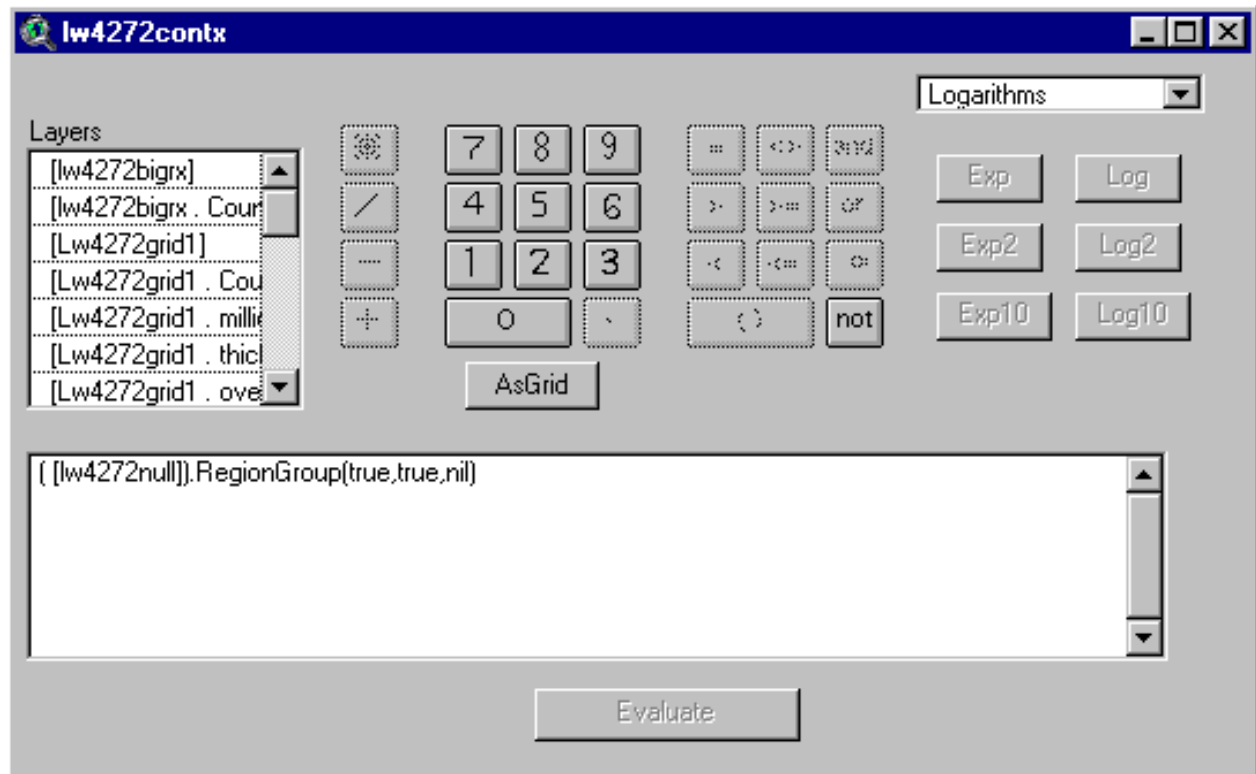 lw4272contx
Logarithms
Layers
[lw4272bigrx]
[lw4272bigrx . Cour
[Lw4272grid1]
[Lw4272grid1 . Cou
[Lw4272grid1 . millie
[Lw4272grid1 . thicl
[Lw4272grid1 . ove
/
7 8 9
4 5 6
1 2 3
0
= <> and
> >= or
< <=
( ) not
AsGrid
Exp Log
Exp2 Log2
Exp10 Log10
( [lw4272null]).RegionGroup(true,true,nil)
Evaluate